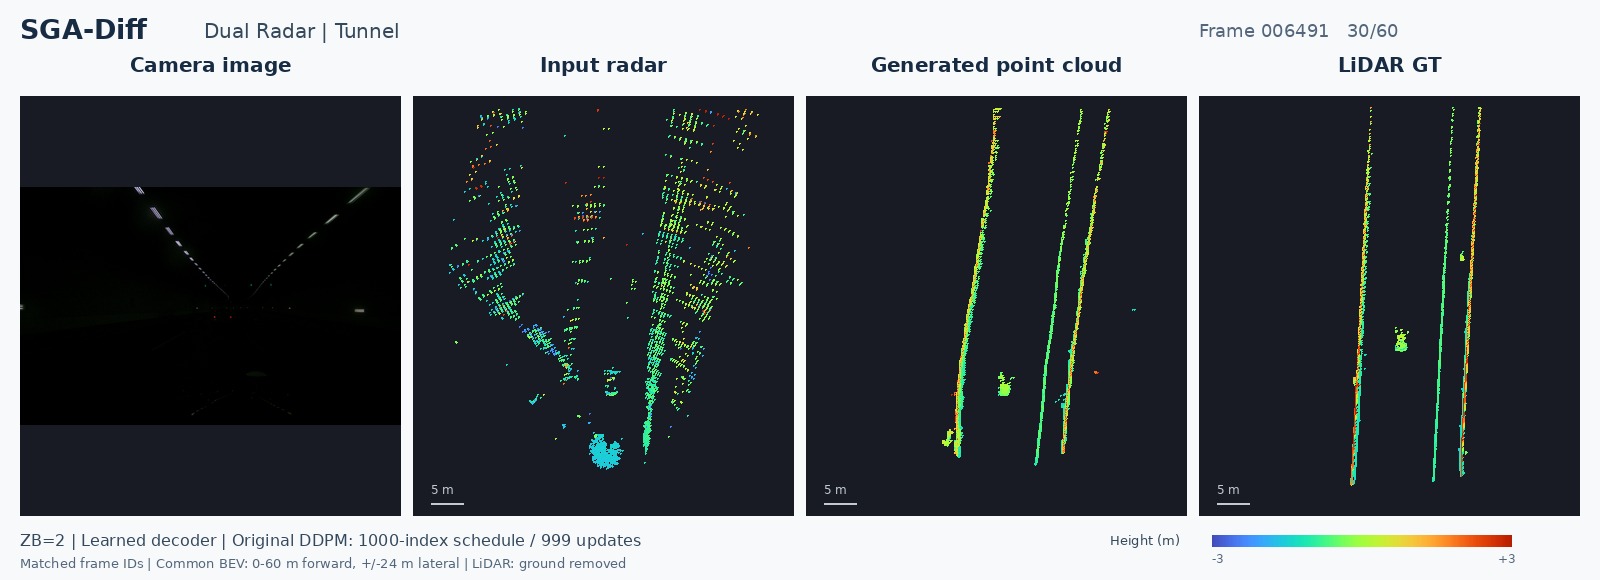 SGA-Diff Dual Radar | Tunnel Frame 006491 30/60
Camera image Input radar Generated point cloud LiDAR GT
5 m 5 m 5 m
ZB=2 | Learned decoder | Original DDPM: 1000-index schedule / 999 updates Height (m)
Matched frame IDs | Common BEV: 0-60 m forward, +/-24 m lateral | LiDAR: ground removed -3 +3